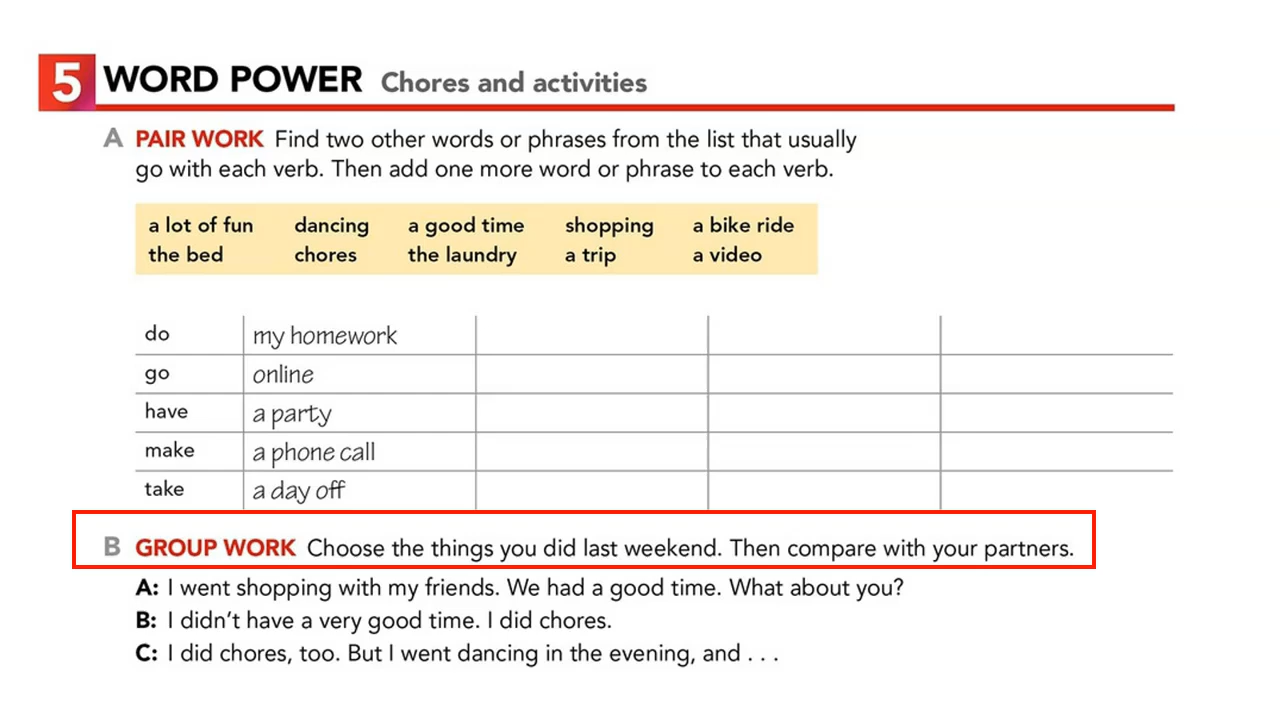 5 WORD POWER Chores and activities
A PAIR WORK Find two other words or phrases from the list that usually
go with each verb. Then add one more word or phrase to each verb.
a lot of fun dancing a good time shopping a bike ride
the bed chores the laundry a trip a video
do my homework
go online
have a party
make a phone call
take a day off
B GROUP WORK Choose the things you did last weekend. Then compare with your partners.
A: I went shopping with my friends. We had a good time. What about you?
B: I didn’t have a very good time. I did chores.
C: I did chores, too. But I went dancing in the evening, and . . .